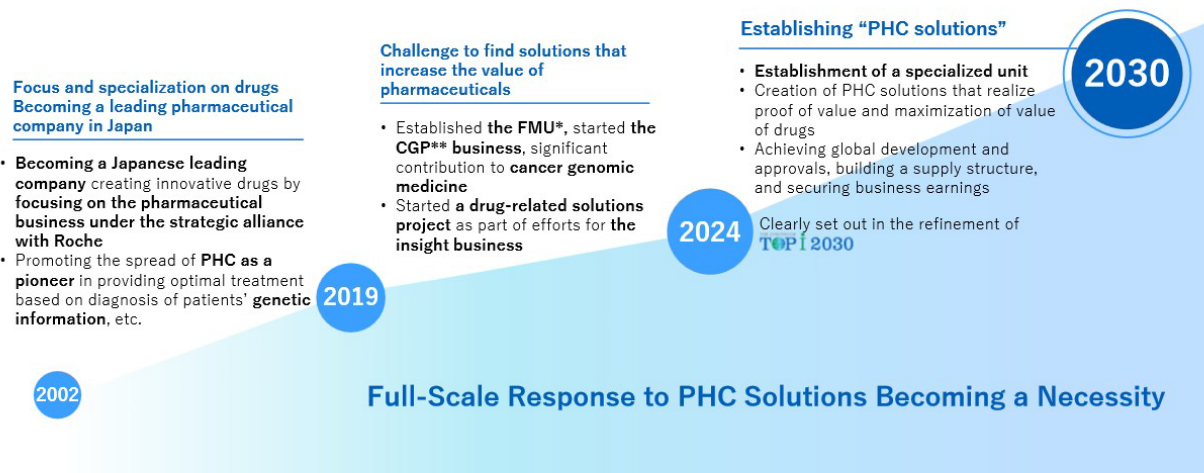 Focus and specialization on drugs
Becoming a leading pharmaceutical
company in Japan
• Becoming a Japanese leading
company creating innovative drugs by
focusing on the pharmaceutical
business under the strategic alliance
with Roche
• Promoting the spread of PHC as a
pioneer in providing optimal treatment
based on diagnosis of patients’ genetic
information, etc.
2002
2019
Challenge to find solutions that
increase the value of
pharmaceuticals
• Established the FMU*, started the
CGP** business, significant
contribution to cancer genomic
medicine
• Started a drug-related solutions
project as part of efforts for the
insight business
2024
Establishing “PHC solutions”
• Establishment of a specialized unit
• Creation of PHC solutions that realize
proof of value and maximization of value
of drugs
• Achieving global development and
approvals, building a supply structure,
and securing business earnings
Clearly set out in the refinement of
TOP I 2030
2030
Full-Scale Response to PHC Solutions Becoming a Necessity